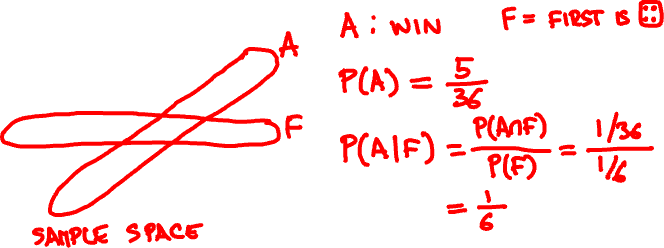 A : WIN
F = FIRST IS ⚃
A
F
P(A) = 5/36
P(A|F) = P(A∩F)/P(F) = 1/36/1/6
= 1/6
SAMPLE SPACE